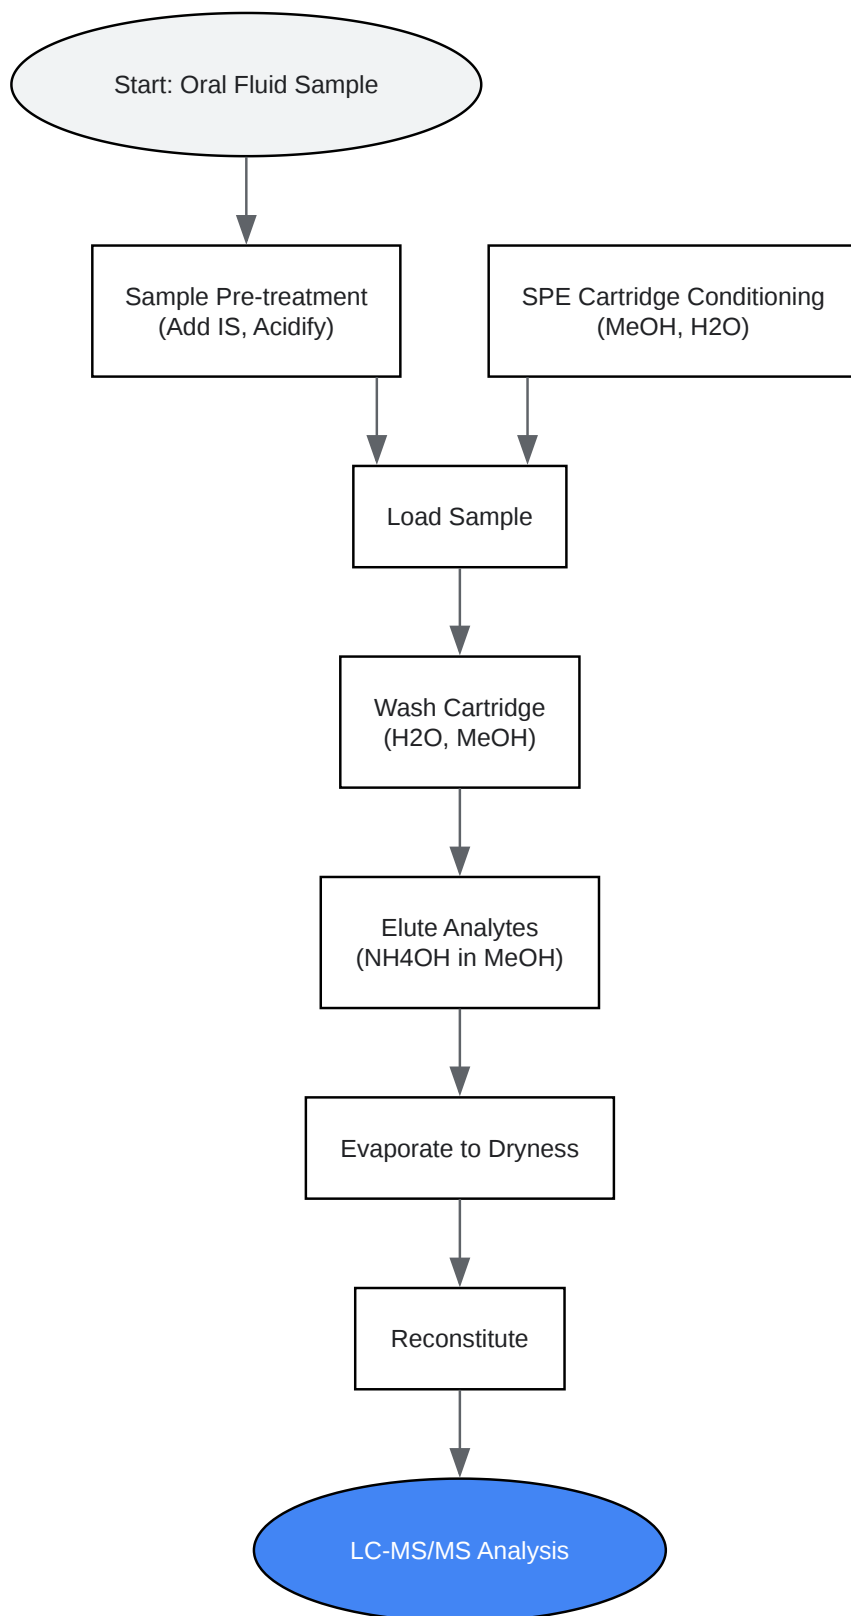 Start: Oral Fluid Sample
Sample Pre-treatment
(Add IS, Acidify)
SPE Cartridge Conditioning
(MeOH, H2O)
Load Sample
Wash Cartridge
(H2O, MeOH)
Elute Analytes
(NH4OH in MeOH)
Evaporate to Dryness
Reconstitute
LC-MS/MS Analysis